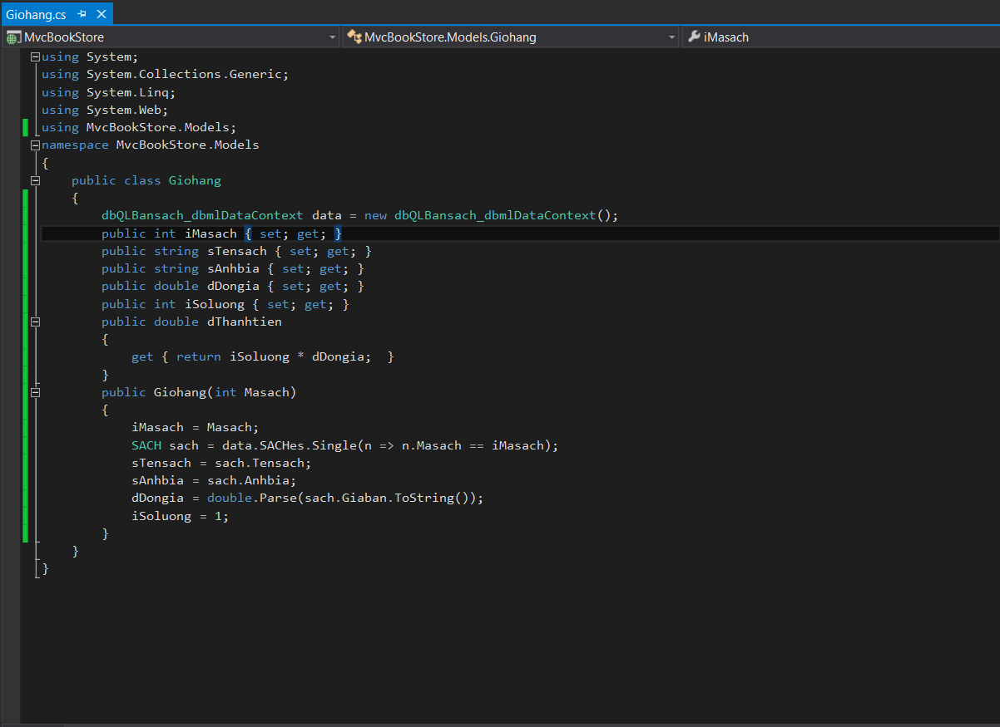 Giohang.cs
MvcBookStore MvcBookStore.Models.Giohang iMasach
using System;
using System.Collections.Generic;
using System.Linq;
using System.Web;
using MvcBookStore.Models;
namespace MvcBookStore.Models
{
    public class Giohang
    {
        dbQLBansach_dbmlDataContext data = new dbQLBansach_dbmlDataContext();
        public int iMasach { set; get; }
        public string sTensach { set; get; }
        public string sAnhbia { set; get; }
        public double dDongia { set; get; }
        public int iSoluong { set; get; }
        public double dThanhtien
        {
            get { return iSoluong * dDongia;  }
        }
        public Giohang(int Masach)
        {
            iMasach = Masach;
            SACH sach = data.SACHes.Single(n => n.Masach == iMasach);
            sTensach = sach.Tensach;
            sAnhbia = sach.Anhbia;
            dDongia = double.Parse(sach.Giaban.ToString());
            iSoluong = 1;
        }
    }
}